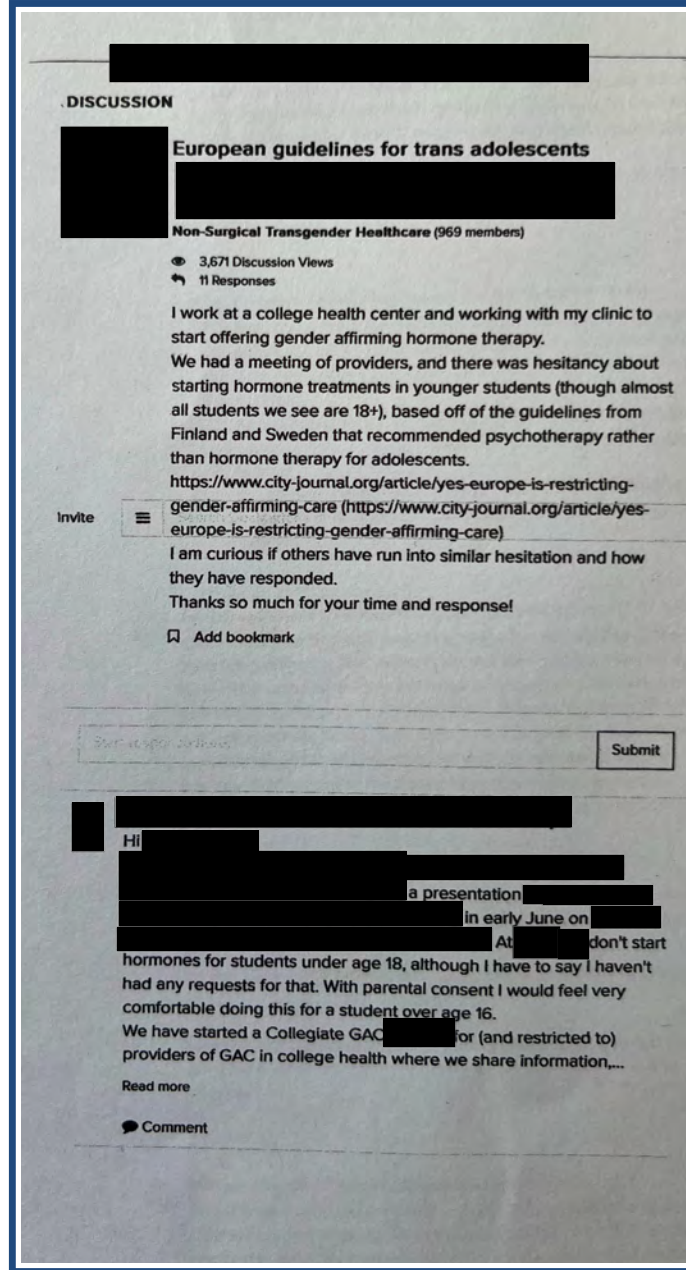 DISCUSSION
European guidelines for trans adolescents
Non-Surgical Transgender Healthcare (969 members)
3,671 Discussion Views
11 Responses
I work at a college health center and working with my clinic to
start offering gender affirming hormone therapy.
We had a meeting of providers, and there was hesitancy about
starting hormone treatments in younger students (though almost
all students we see are 18+), based off of the guidelines from
Finland and Sweden that recommended psychotherapy rather
than hormone therapy for adolescents.
https://www.city-journal.org/article/yes-europe-is-restricting-
Invite
gender-affirming-care (https://www.city-journal.org/article/yes-
europe-is-restricting-gender-affirming-care)
I am curious if others have run into similar hesitation and how
they have responded.
Thanks so much for your time and response!
Add bookmark
Submit
Hi
a presentation
in early June on
At don't start
hormones for students under age 18, although I have to say I haven't
had any requests for that. With parental consent I would feel very
comfortable doing this for a student over age 16.
We have started a Collegiate GAC for (and restricted to)
providers of GAC in college health where we share information,...
Read more
Comment